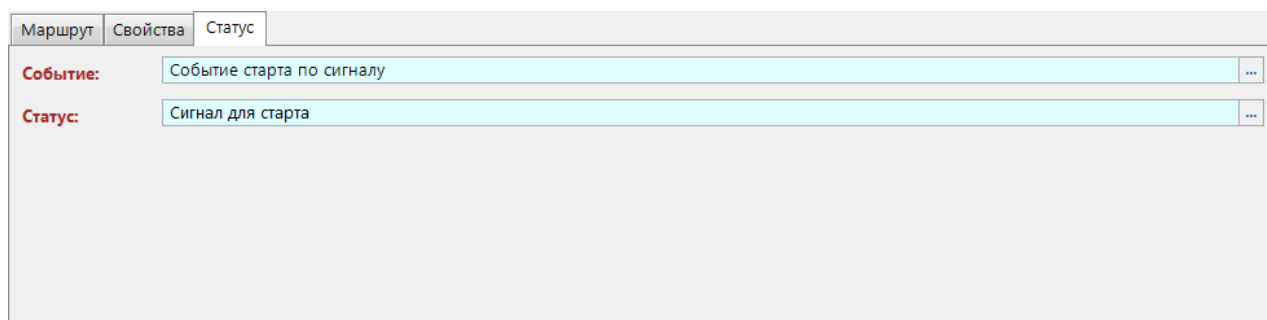 Маршрут Свойства Статус
Событие: Событие старта по сигналу ...
Статус: Сигнал для старта ...